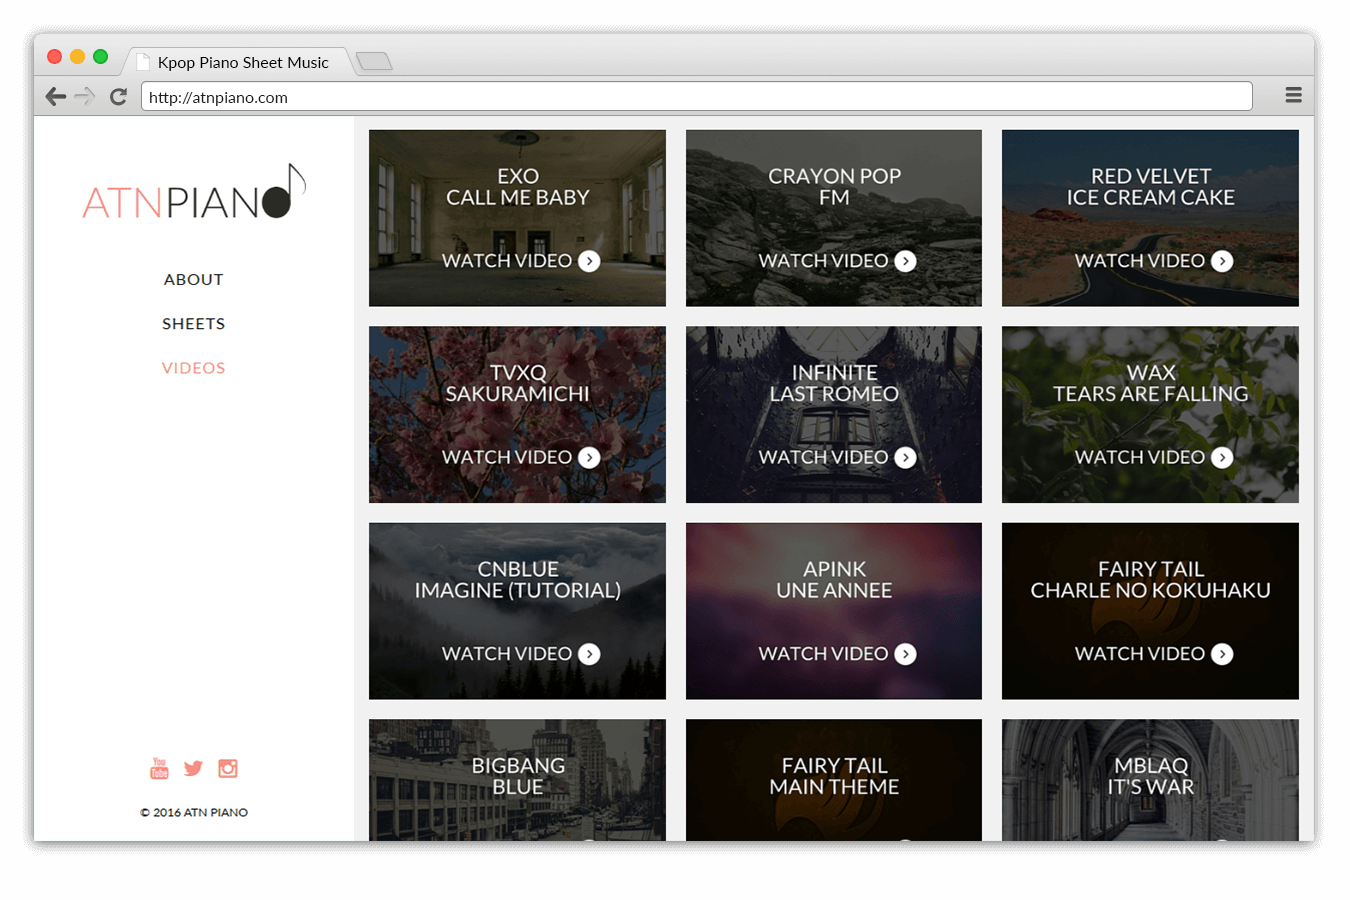 Kpop Piano Sheet Music
http://atnpiano.com
ATNPIANO
ABOUT
SHEETS
VIDEOS
You
Tube
© 2016 ATN PIANO
EXO
CALL ME BABY
WATCH VIDEO
CRAYON POP
FM
WATCH VIDEO
RED VELVET
ICE CREAM CAKE
WATCH VIDEO
TVXQ
SAKURAMICHI
WATCH VIDEO
INFINITE
LAST ROMEO
WATCH VIDEO
WAX
TEARS ARE FALLING
WATCH VIDEO
CNBLUE
IMAGINE (TUTORIAL)
WATCH VIDEO
APINK
UNE ANNEE
WATCH VIDEO
FAIRY TAIL
CHARLE NO KOKUHAKU
WATCH VIDEO
BIGBANG
BLUE
FAIRY TAIL
MAIN THEME
MBLAQ
IT'S WAR